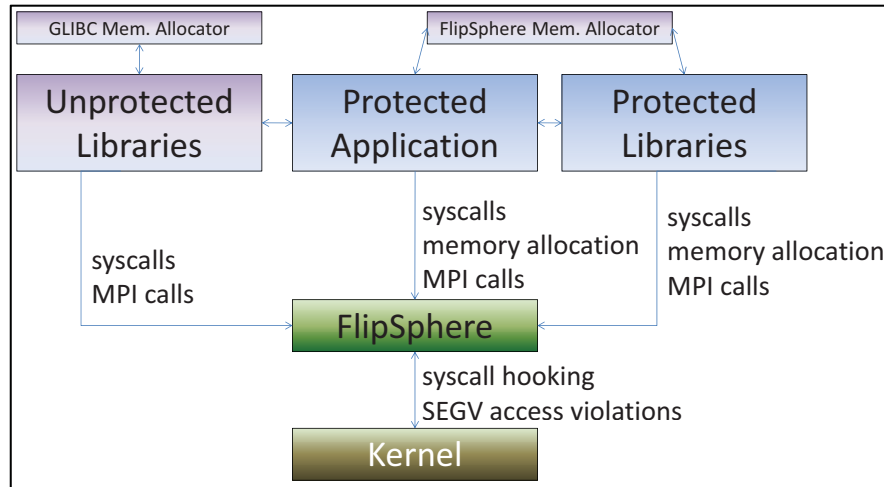 GLIBC Mem. Allocator
FlipSphere Mem. Allocator
Unprotected
Libraries
Protected
Application
Protected
Libraries
syscalls
MPI calls
syscalls
memory allocation
MPI calls
syscalls
memory allocation
MPI calls
FlipSphere
syscall hooking
SEGV access violations
Kernel